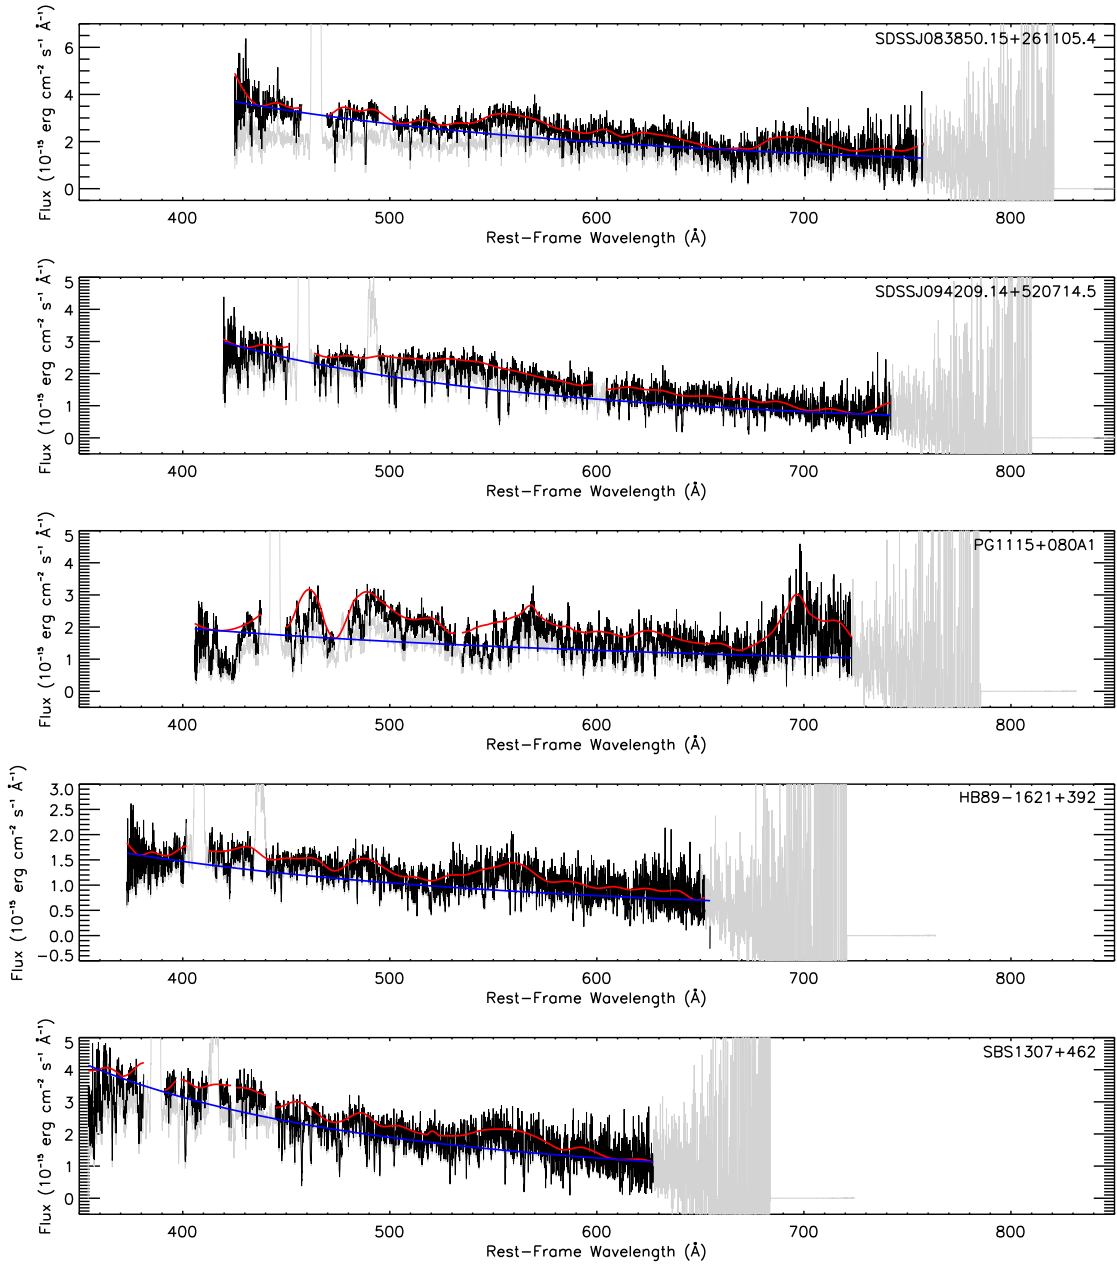 SDSSJ083850.15+261105.4
Flux (10⁻¹⁵ erg cm⁻² s⁻¹ Å⁻¹)
6
4
2
0
400 500 600 700 800
Rest-Frame Wavelength (Å)
SDSSJ094209.14+520714.5
Flux (10⁻¹⁵ erg cm⁻² s⁻¹ Å⁻¹)
5
4
3
2
1
0
400 500 600 700 800
Rest-Frame Wavelength (Å)
PG1115+080A1
Flux (10⁻¹⁵ erg cm⁻² s⁻¹ Å⁻¹)
5
4
3
2
1
0
400 500 600 700 800
Rest-Frame Wavelength (Å)
HB89-1621+392
Flux (10⁻¹⁵ erg cm⁻² s⁻¹ Å⁻¹)
3.0
2.5
2.0
1.5
1.0
0.5
0.0
-0.5
400 500 600 700 800
Rest-Frame Wavelength (Å)
SBS1307+462
Flux (10⁻¹⁵ erg cm⁻² s⁻¹ Å⁻¹)
5
4
3
2
1
0
400 500 600 700 800
Rest-Frame Wavelength (Å)